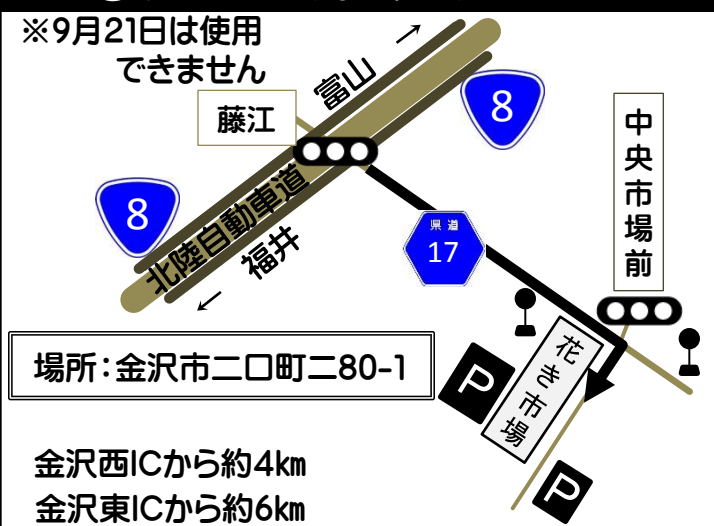 ※9月21日は使用
できません
富山
→
藤江
8
8
中央市場前
北陸自動車道
福井
←
県道
17
花き市場
場所:金沢市二口町ニ80-1
P
P
金沢西ICから約4km
金沢東ICから約6km